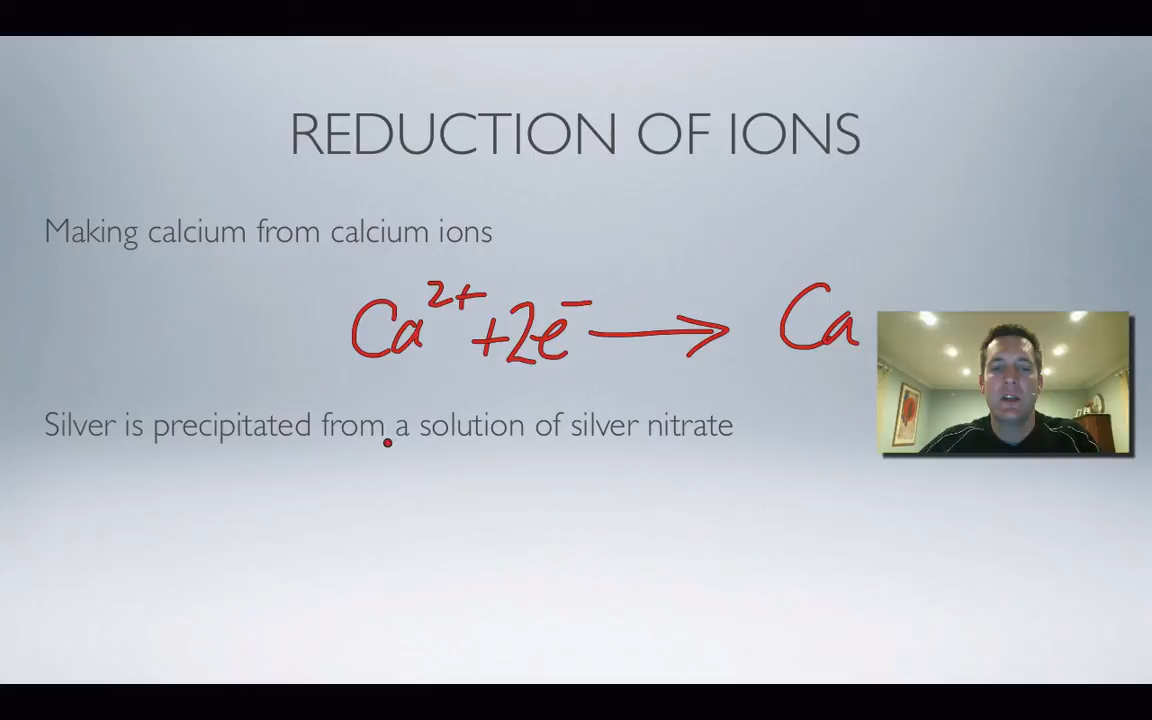 REDUCTION OF IONS
Making calcium from calcium ions
Ca²⁺ + 2e⁻ → Ca
Silver is precipitated from a solution of silver nitrate